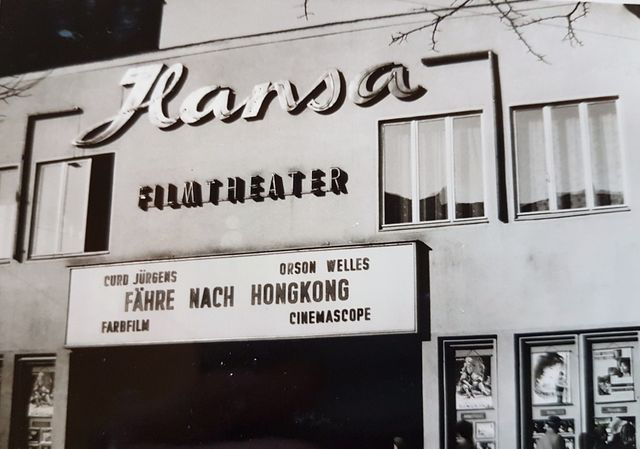 Hansa
FILMTHEATER
CURD JÜRGENS ORSON WELLES
FÄHRE NACH HONGKONG
FARBFILM CINEMASCOPE